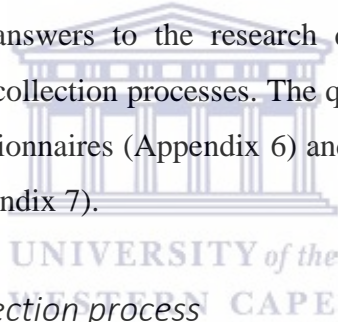 answers to the research
collection processes. The
ionnaires (Appendix 6) and
ndix 7).
UNIVERSITY of the
ection process
WESTERN CAPE